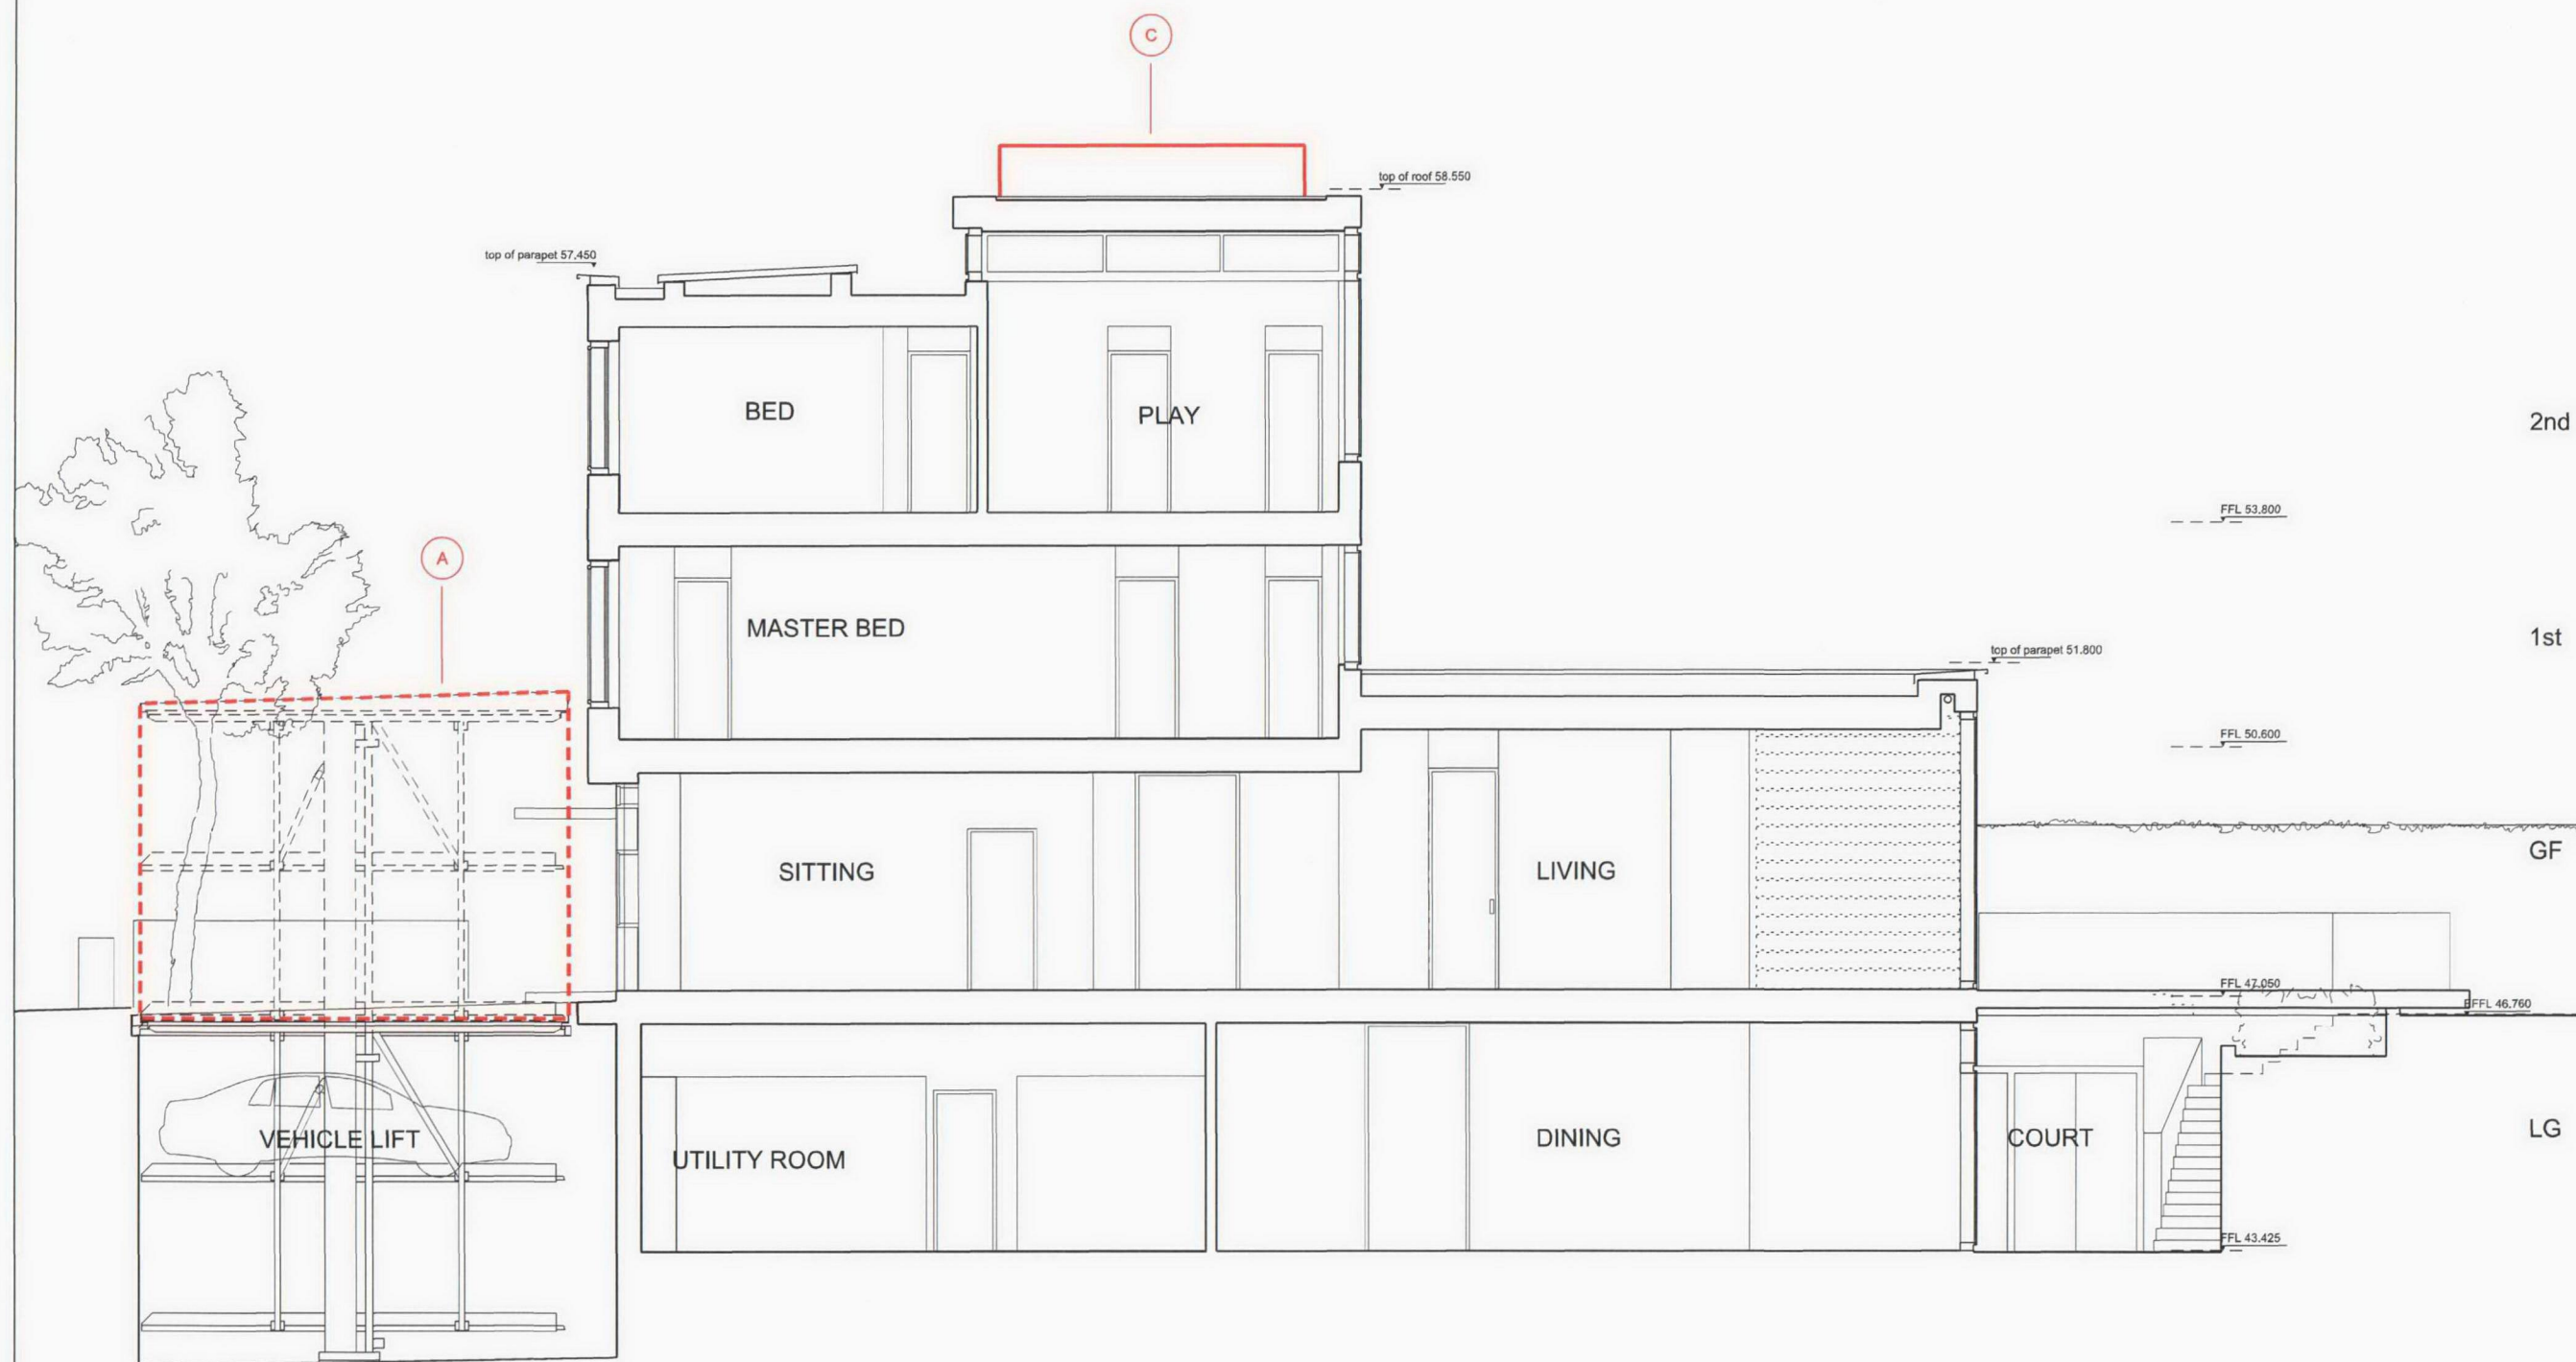 C
top of roof 58.550
top of parapet 57.450
BED
PLAY
2nd
FFL 53.800
A
MASTER BED
1st
top of parapet 51.800
FFL 50.600
SITTING
LIVING
GF
FFL 47.050
FFL 46.760
VEHICLE LIFT
UTILITY ROOM
DINING
COURT
LG
FFL 43.425